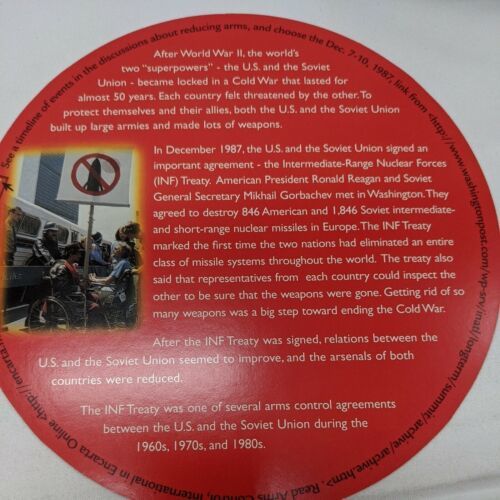 After World War II, the world's
two "superpowers" - the U.S. and the Soviet
Union - became locked in a Cold War that lasted for
almost 50 years. Each country felt threatened by the other. To
protect themselves and their allies, both the U.S. and the Soviet Union
built up large armies and made lots of weapons.
In December 1987, the U.S. and the Soviet Union signed an
important agreement - the Intermediate-Range Nuclear Forces
(INF) Treaty. American President Ronald Reagan and Soviet
General Secretary Mikhail Gorbachev met in Washington. They
agreed to destroy 846 American and 1,846 Soviet intermediate-
and short-range nuclear missiles in Europe. The INF Treaty
marked the first time the two nations had eliminated an entire
class of missile systems throughout the world. The treaty also
said that representatives from each country could inspect the
other to be sure that the weapons were gone. Getting rid of so
many weapons was a big step toward ending the Cold War.
After the INF Treaty was signed, relations between the
U.S. and the Soviet Union seemed to improve, and the arsenals of both
countries were reduced.
The INF Treaty was one of several arms control agreements
between the U.S. and the Soviet Union during the
1960s, 1970s, and 1980s.
See a timeline of events in the discussions about reducing arms, and choose the Dec. 7-10, 1987, link from <http://www.washingtonpost.com/wp-srv/inatl/longterm/summit/archive/archive.htm>. Read Arms Control, International in Encarta Online <http://encarta.